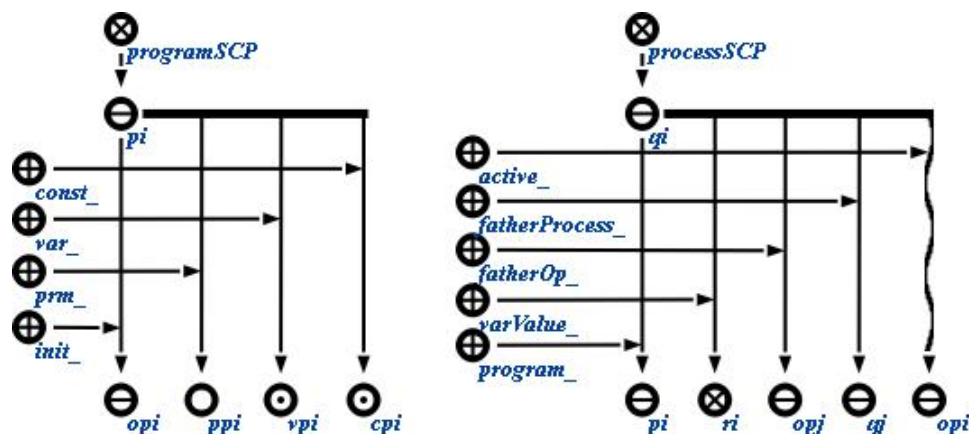 programSCP
processSCP
pi
qi
const_
active_
fatherProcess_
var_
fatherOp_
prm_
varValue_
init_
program_
opi
ppi
vpi
cpi
pi
ri
opj
qj
opi